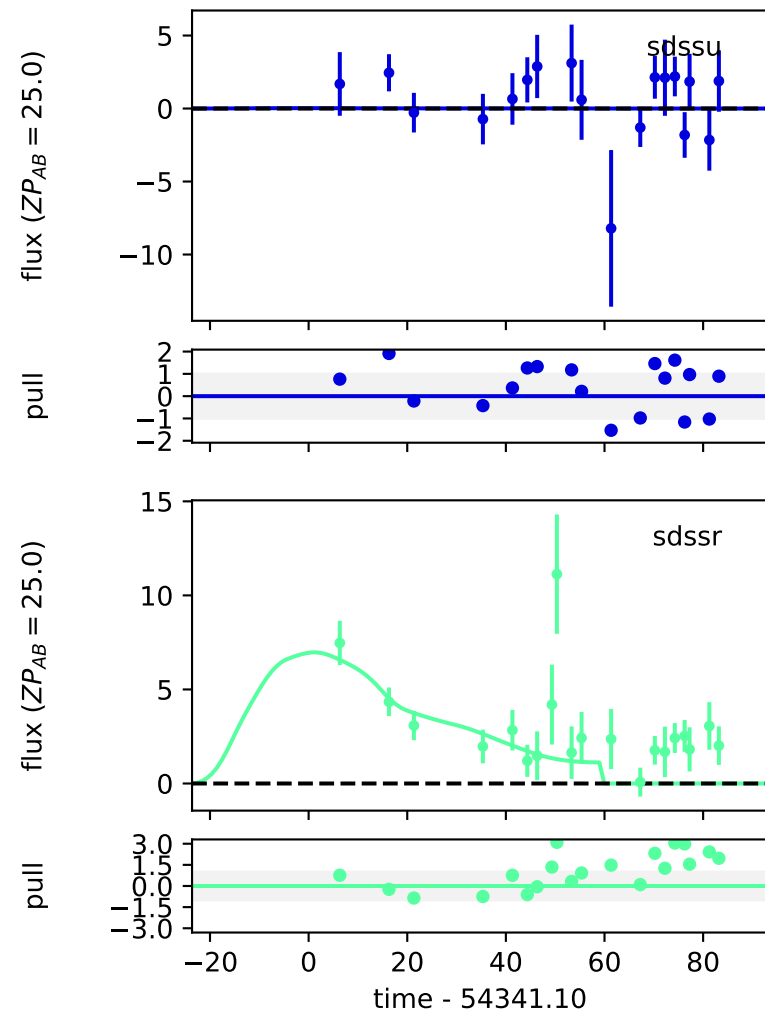 sdssu
flux (ZP_AB = 25.0)
5
0
−5
−10
pull
2
1
0
−1
−2
sdssr
flux (ZP_AB = 25.0)
15
10
5
0
pull
3.0
1.5
0.0
−1.5
−3.0
−20 0 20 40 60 80
time - 54341.10